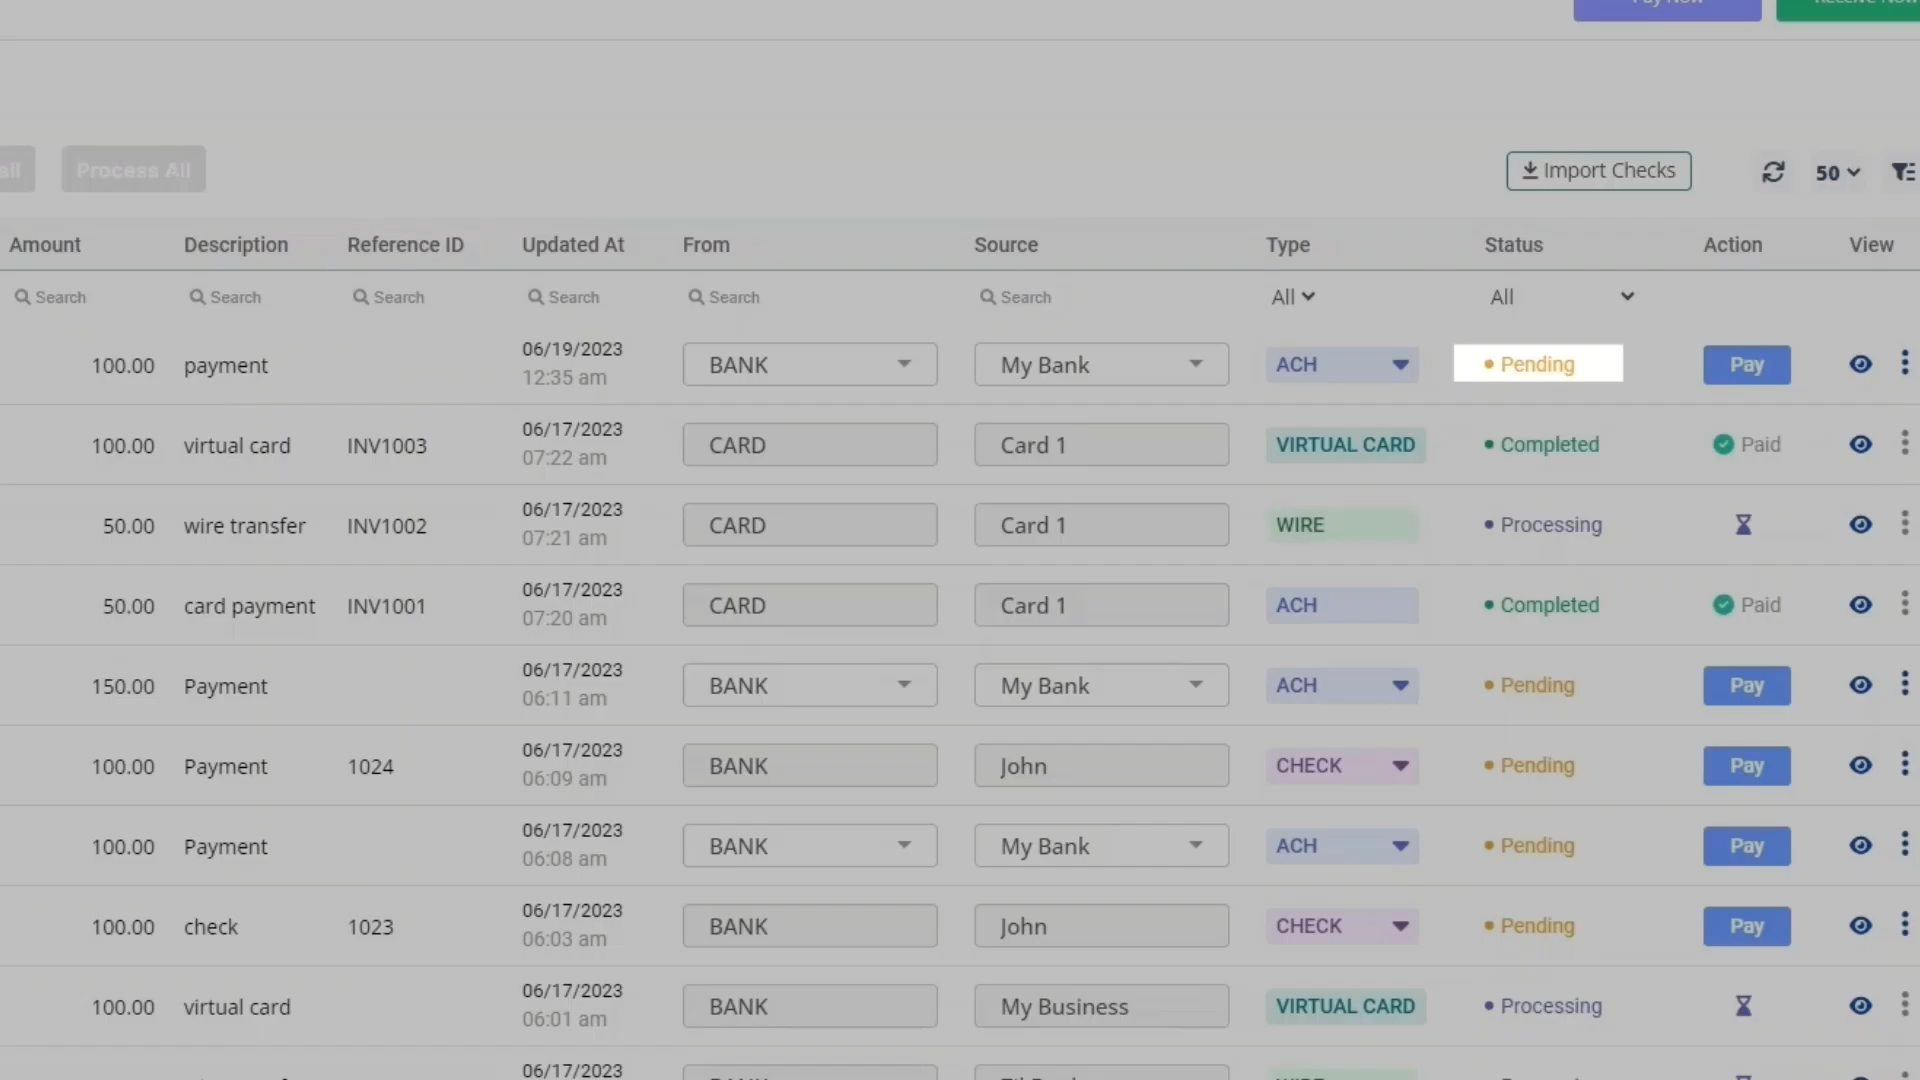 Pay Now Receive Now
all Process All Import Checks 50
Amount Description Reference ID Updated At From Source Type Status Action View
Search Search Search Search Search Search All All
100.00 payment 06/19/2023 12:35 am BANK My Bank ACH Pending Pay
100.00 virtual card INV1003 06/17/2023 07:22 am CARD Card 1 VIRTUAL CARD Completed Paid
50.00 wire transfer INV1002 06/17/2023 07:21 am CARD Card 1 WIRE Processing
50.00 card payment INV1001 06/17/2023 07:20 am CARD Card 1 ACH Completed Paid
150.00 Payment 06/17/2023 06:11 am BANK My Bank ACH Pending Pay
100.00 Payment 1024 06/17/2023 06:09 am BANK John CHECK Pending Pay
100.00 Payment 06/17/2023 06:08 am BANK My Bank ACH Pending Pay
100.00 check 1023 06/17/2023 06:03 am BANK John CHECK Pending Pay
100.00 virtual card 06/17/2023 06:01 am BANK My Business VIRTUAL CARD Processing
06/17/2023